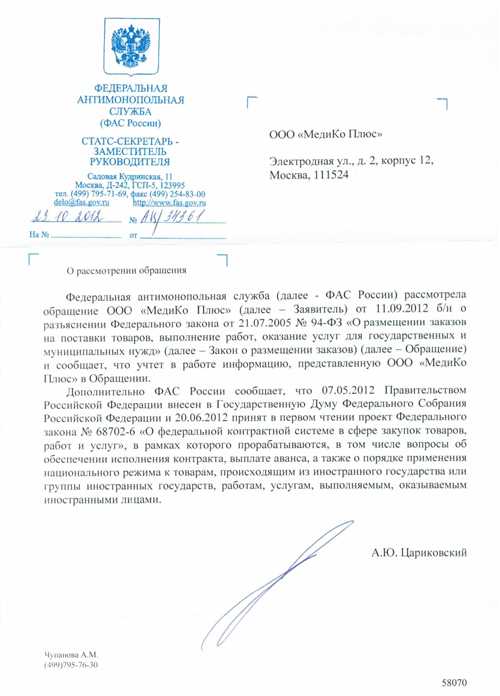 ФЕДЕРАЛЬНАЯ
АНТИМОНОПОЛЬНАЯ
СЛУЖБА
(ФАС России)
СТАТС-СЕКРЕТАРЬ -
ЗАМЕСТИТЕЛЬ
РУКОВОДИТЕЛЯ
Садовая Кудринская, 11
Москва, Д-242, ГСП-5, 123995
тел. (499) 795-71-69, факс (499) 254-83-00
delo@fas.gov.ru http://www.fas.gov.ru
23 10 2012 № АЦ/34761
На № от
ООО «МедиКо Плюс»
Электродная ул., д. 2, корпус 12,
Москва, 111524
О рассмотрении обращения
Федеральная антимонопольная служба (далее - ФАС России) рассмотрела
обращение ООО «МедиКо Плюс» (далее – Заявитель) от 11.09.2012 б/н о
разъяснении Федерального закона от 21.07.2005 № 94-ФЗ «О размещении заказов
на поставки товаров, выполнение работ, оказание услуг для государственных и
муниципальных нужд» (далее – Закон о размещении заказов) (далее – Обращение)
и сообщает, что учтет в работе информацию, представленную ООО «МедиКо
Плюс» в Обращении.
Дополнительно ФАС России сообщает, что 07.05.2012 Правительством
Российской Федерации внесен в Государственную Думу Федерального Собрания
Российской Федерации и 20.06.2012 принят в первом чтении проект Федерального
закона № 68702-6 «О федеральной контрактной системе в сфере закупок товаров,
работ и услуг», в рамках которого прорабатываются, в том числе вопросы об
обеспечении исполнения контракта, выплате аванса, а также о порядке применения
национального режима к товарам, происходящим из иностранного государства или
группы иностранных государств, работам, услугам, выполняемым, оказываемым
иностранными лицами.
А.Ю. Цариковский
Чупанова А.М.
(499)795-76-30
58070